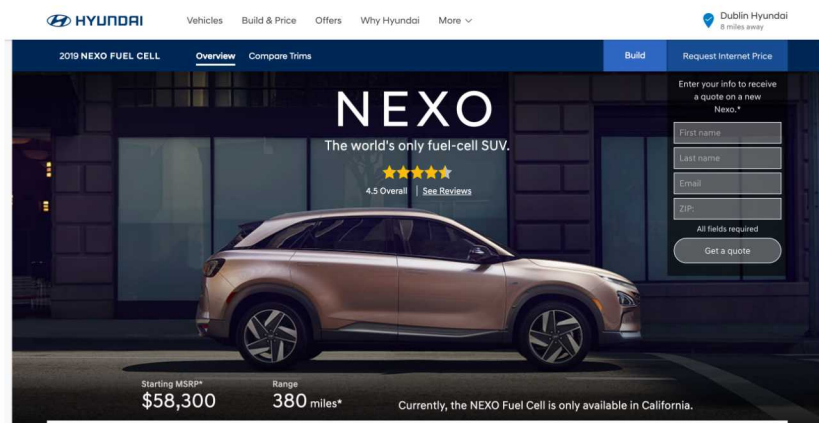 HYUNDAI
Vehicles Build & Price Offers Why Hyundai More
Dublin Hyundai
8 miles away
2019 NEXO FUEL CELL Overview Compare Trims Build Request Internet Price
NEXO
The world's only fuel-cell SUV.
4.5 Overall | See Reviews
Enter your info to receive
a quote on a new
Nexo.*
First name
Last name
Email
ZIP:
All fields required
Get a quote
Starting MSRP*
$58,300
Range
380 miles*
Currently, the NEXO Fuel Cell is only available in California.